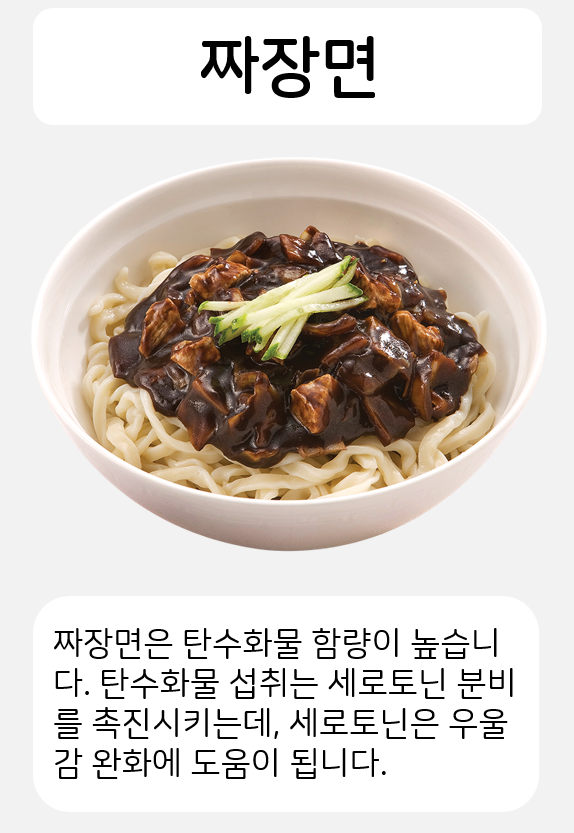 짜장면
짜장면은 탄수화물 함량이 높습니
다. 탄수화물 섭취는 세로토닌 분비
를 촉진시키는데, 세로토닌은 우울
감 완화에 도움이 됩니다.